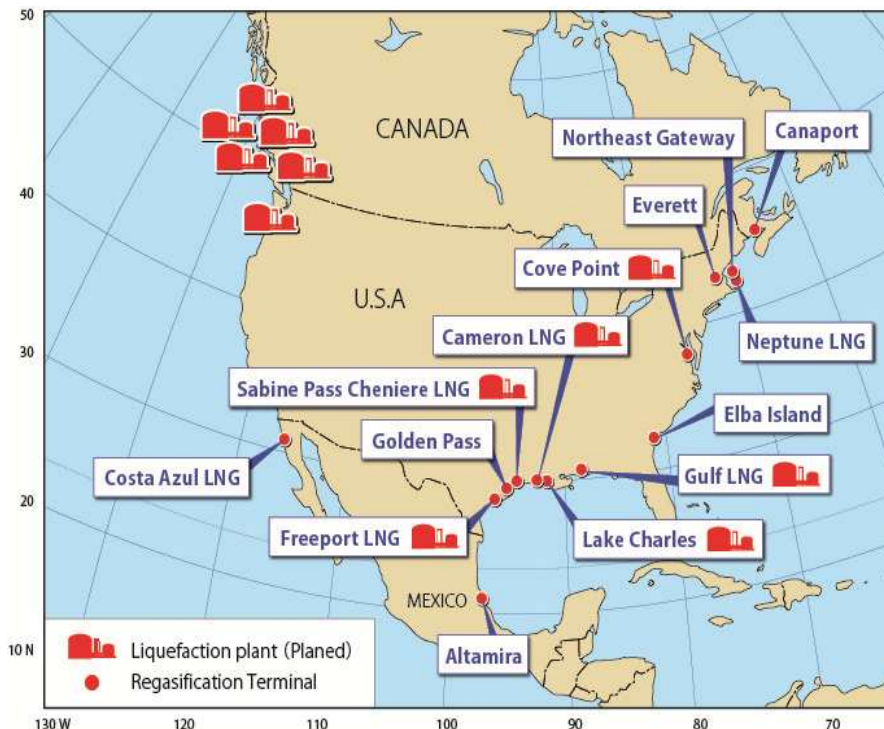 50
40
30
20
10 N
130 W
120
110
100
90
80
70
CANADA
U.S.A
MEXICO
Northeast Gateway
Canaport
Everett
Cove Point
Neptune LNG
Cameron LNG
Sabine Pass Cheniere LNG
Elba Island
Golden Pass
Costa Azul LNG
Gulf LNG
Freeport LNG
Lake Charles
Altamira
Liquefaction plant (Planed)
Regasification Terminal